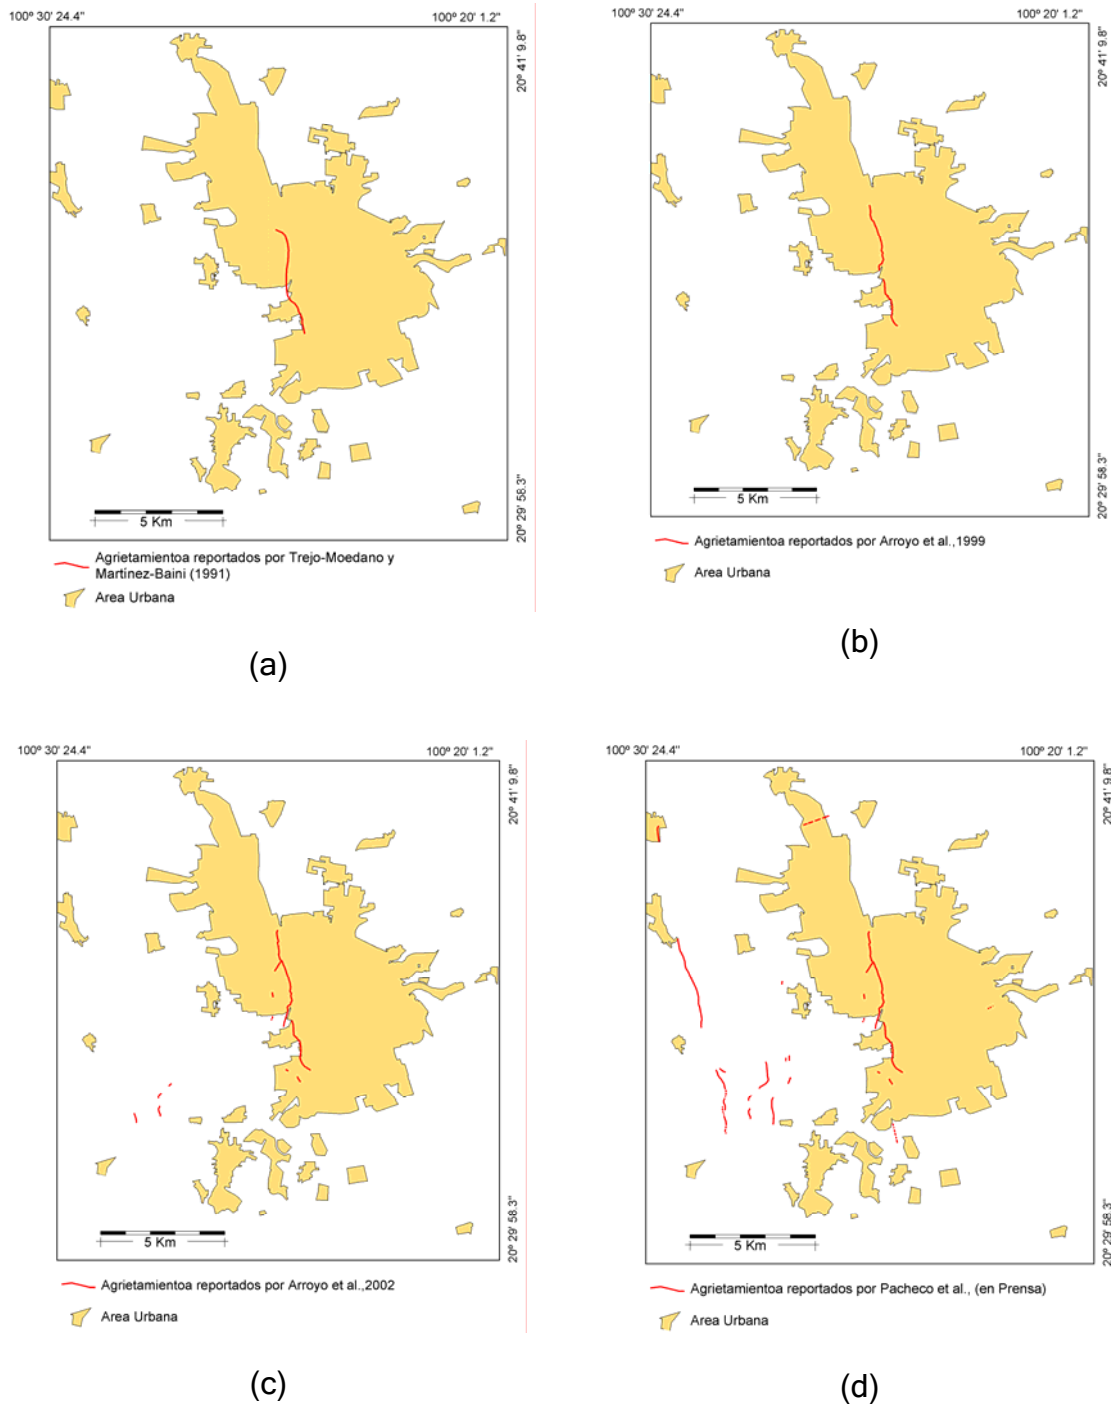 100º 30' 24.4"
100º 20' 1.2"
20º 41' 9.8"
20º 29' 58.3"
5 Km
Agrietamientoa reportados por Trejo-Moedano y
Martínez-Baini (1991)
Area Urbana
(a)
100º 30' 24.4"
100º 20' 1.2"
20º 41' 9.8"
20º 29' 58.3"
5 Km
Agrietamientoa reportados por Arroyo et al.,1999
Area Urbana
(b)
100º 30' 24.4"
100º 20' 1.2"
20º 41' 9.8"
20º 29' 58.3"
5 Km
Agrietamientoa reportados por Arroyo et al.,2002
Area Urbana
(c)
100º 30' 24.4"
100º 20' 1.2"
20º 41' 9.8"
20º 29' 58.3"
5 Km
Agrietamientoa reportados por Pacheco et al., (en Prensa)
Area Urbana
(d)